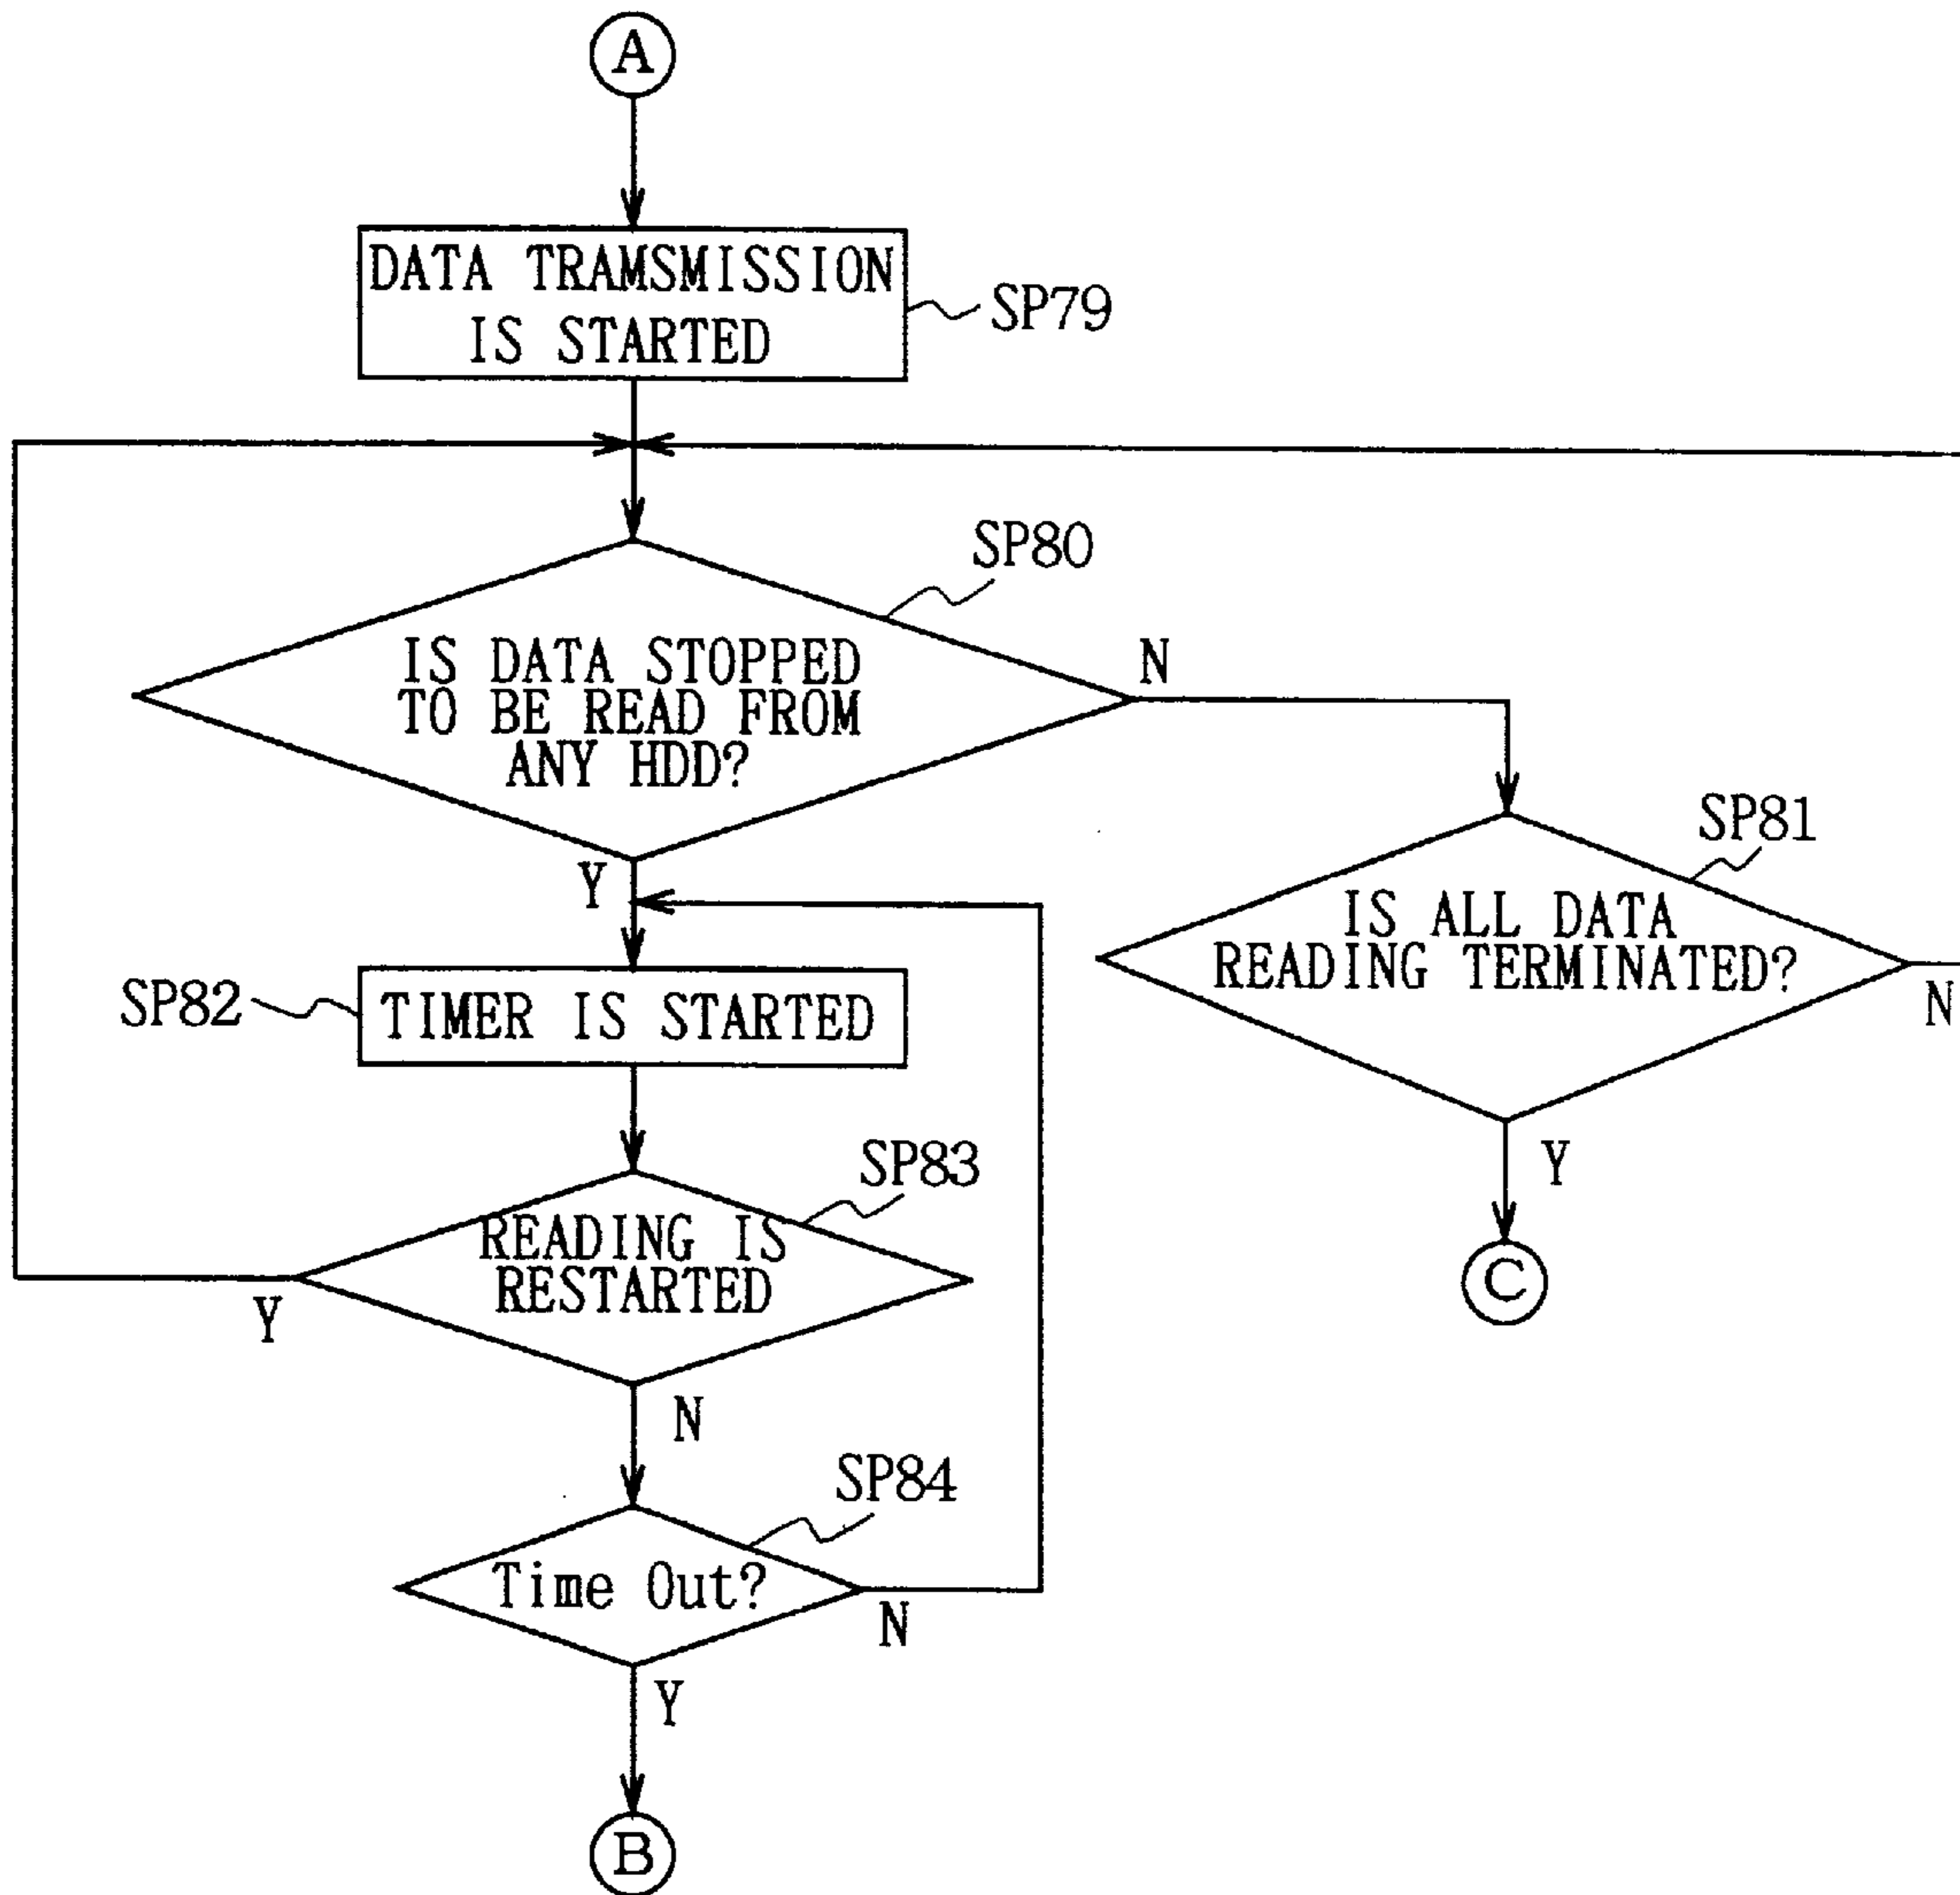 A
DATA TRAMSMISSION
IS STARTED
SP79
SP80
IS DATA STOPPED
TO BE READ FROM
ANY HDD?
N
Y
SP81
IS ALL DATA
READING TERMINATED?
N
Y
C
SP82
TIMER IS STARTED
SP83
READING IS
RESTARTED
Y
N
SP84
Time Out?
N
Y
B